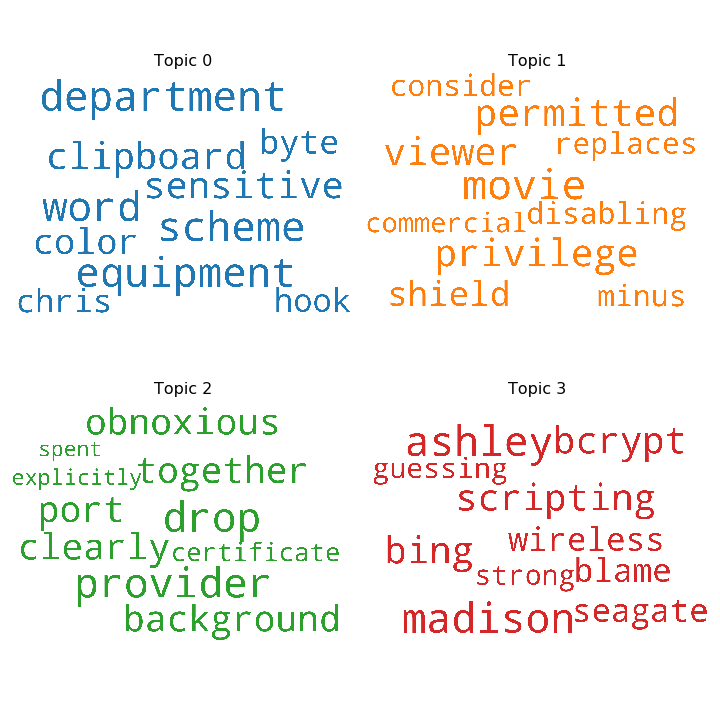 Topic 0
department
byte
clipboard
sensitive
word
scheme
color
equipment
chris
hook
Topic 1
consider
permitted
replaces
viewer
movie
disabling
commercial
privilege
shield
minus
Topic 2
obnoxious
spent
together
explicitly
port
drop
clearly
certificate
provider
background
Topic 3
ashley
bcrypt
guessing
scripting
wireless
bing
blame
strong
seagate
madison